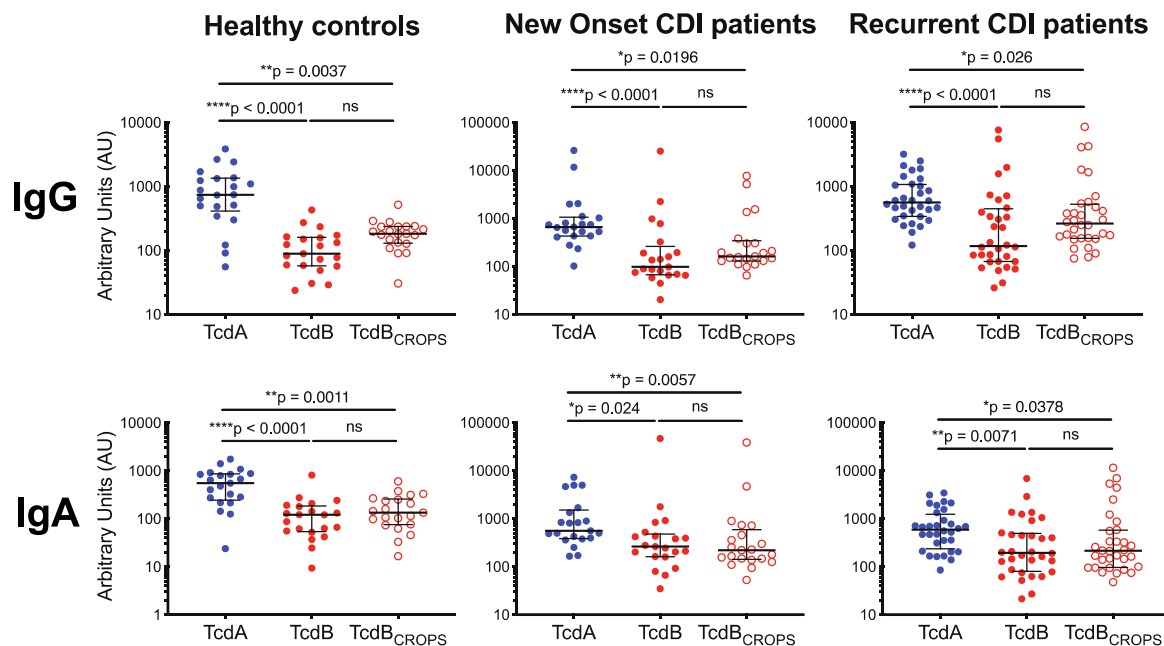 Healthy controls
New Onset CDI patients
Recurrent CDI patients
IgG
Arbitrary Units (AU)
**p = 0.0037
****p < 0.0001
ns
10000
1000
100
10
TcdA
TcdB
TcdBCROPS
*p = 0.0196
****p < 0.0001
ns
100000
10000
1000
100
10
TcdA
TcdB
TcdBCROPS
*p = 0.026
****p < 0.0001
ns
10000
1000
100
10
TcdA
TcdB
TcdBCROPS
IgA
Arbitrary Units (AU)
**p = 0.0011
****p < 0.0001
ns
10000
1000
100
10
1
TcdA
TcdB
TcdBCROPS
**p = 0.0057
*p = 0.024
ns
100000
10000
1000
100
10
TcdA
TcdB
TcdBCROPS
*p = 0.0378
**p = 0.0071
ns
100000
10000
1000
100
10
TcdA
TcdB
TcdBCROPS